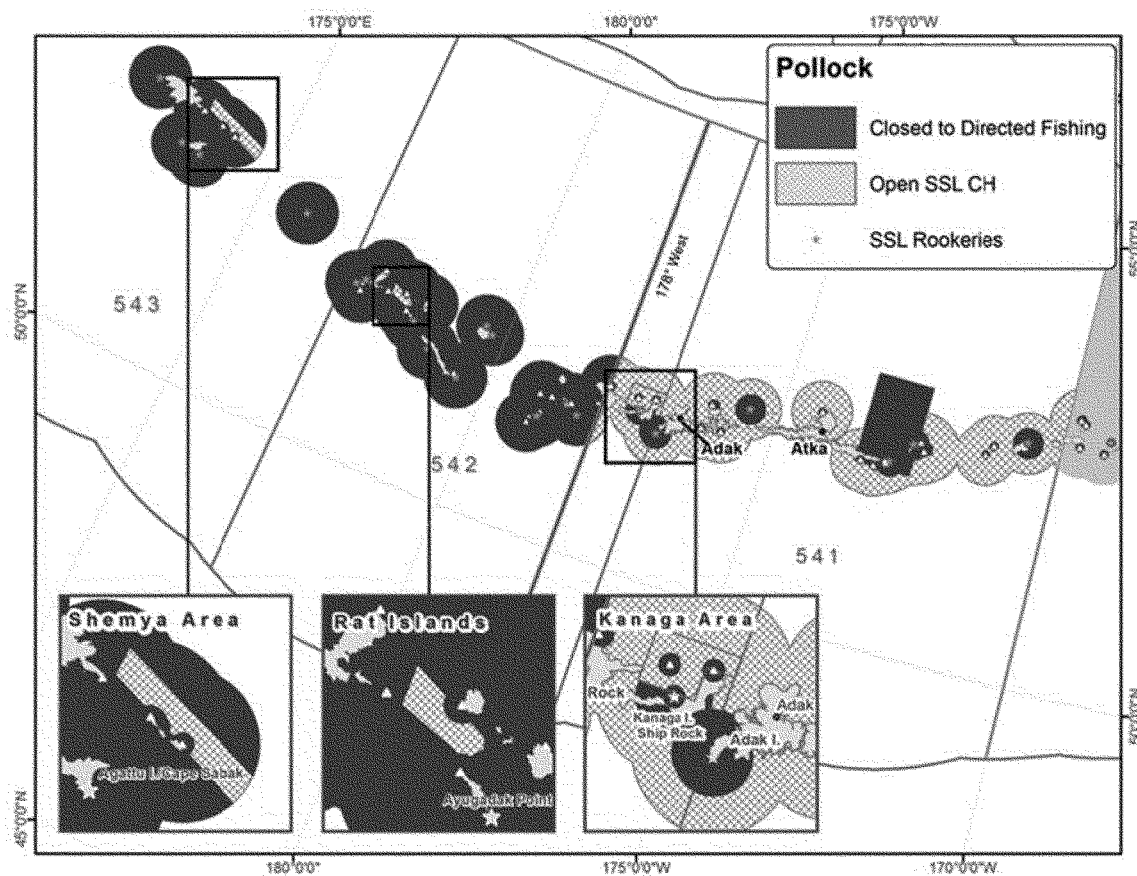 175°0'0"E 180°0'0" 175°0'0"W
Pollock
Closed to Directed Fishing
Open SSL CH
SSL Rookeries
55°0'0"N
50°0'0"N
178° West
543
542
541
Adak
Atka
Shemya Area
Agattu I./Cape Sabak
Rat Islands
Ayugadak Point
Kanaga Area
Rock
Kanaga I.
Ship Rock
Adak
Adak I.
50°0'0"N
45°0'0"N
180°0'0" 175°0'0"W 170°0'0"W